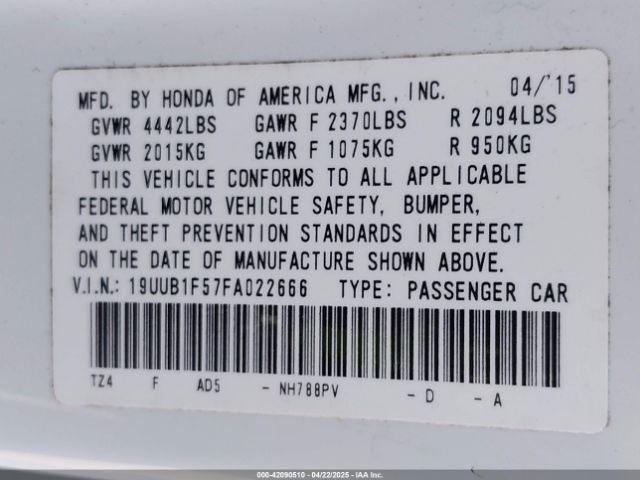 MFD. BY HONDA OF AMERICA MFG., INC. 04/'15
GVWR 4442LBS GAWR F 2370LBS R 2094LBS
GVWR 2015KG GAWR F 1075KG R 950KG
THIS VEHICLE CONFORMS TO ALL APPLICABLE
FEDERAL MOTOR VEHICLE SAFETY, BUMPER,
AND THEFT PREVENTION STANDARDS IN EFFECT
ON THE DATE OF MANUFACTURE SHOWN ABOVE.
V.I.N.: 19UUB1F57FA022666 TYPE: PASSENGER CAR
TZ4 F AD5 - NH788PV - D - A
000-42090510 - 04/22/2025 - IAA Inc.